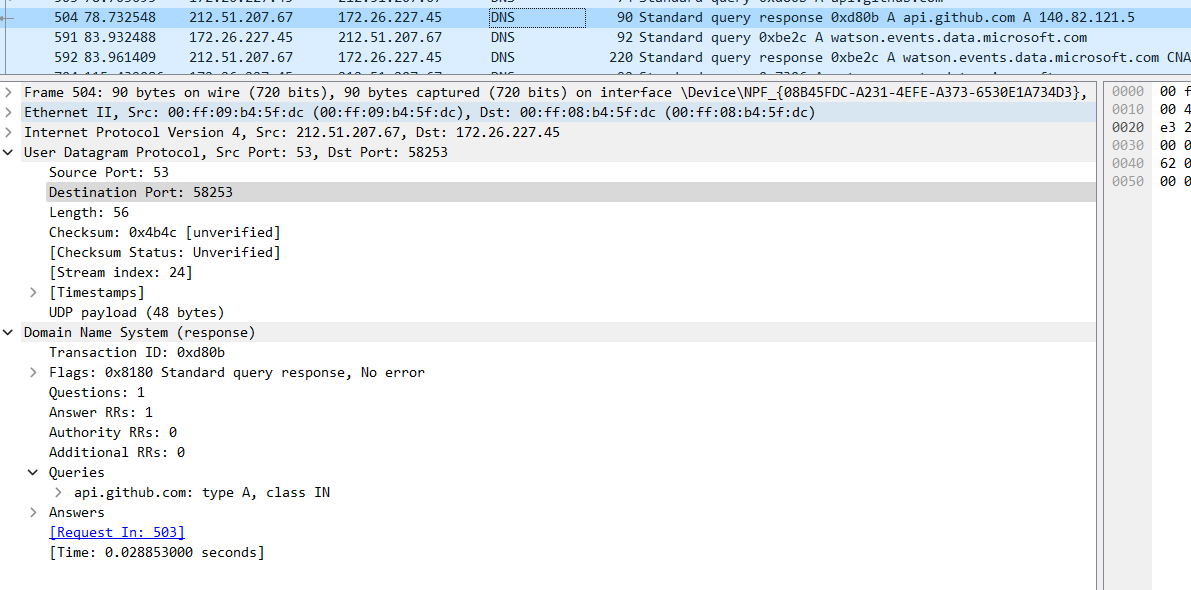 504 78.732548 212.51.207.67 172.26.227.45 DNS 90 Standard query response 0xd80b A api.github.com A 140.82.121.5
591 83.932488 172.26.227.45 212.51.207.67 DNS 92 Standard query 0xbe2c A watson.events.data.microsoft.com
592 83.961409 212.51.207.67 172.26.227.45 DNS 220 Standard query response 0xbe2c A watson.events.data.microsoft.com CNA
Frame 504: 90 bytes on wire (720 bits), 90 bytes captured (720 bits) on interface \Device\NPF_{08B45FDC-A231-4EFE-A373-6530E1A734D3},
Ethernet II, Src: 00:ff:09:b4:5f:dc (00:ff:09:b4:5f:dc), Dst: 00:ff:08:b4:5f:dc (00:ff:08:b4:5f:dc)
Internet Protocol Version 4, Src: 212.51.207.67, Dst: 172.26.227.45
User Datagram Protocol, Src Port: 53, Dst Port: 58253
Source Port: 53
Destination Port: 58253
Length: 56
Checksum: 0x4b4c [unverified]
[Checksum Status: Unverified]
[Stream index: 24]
[Timestamps]
UDP payload (48 bytes)
Domain Name System (response)
Transaction ID: 0xd80b
Flags: 0x8180 Standard query response, No error
Questions: 1
Answer RRs: 1
Authority RRs: 0
Additional RRs: 0
Queries
api.github.com: type A, class IN
Answers
[Request In: 503]
[Time: 0.028853000 seconds]
0000 00 f
0010 00 4
0020 e3 2
0030 00 0
0040 62 0
0050 00 0